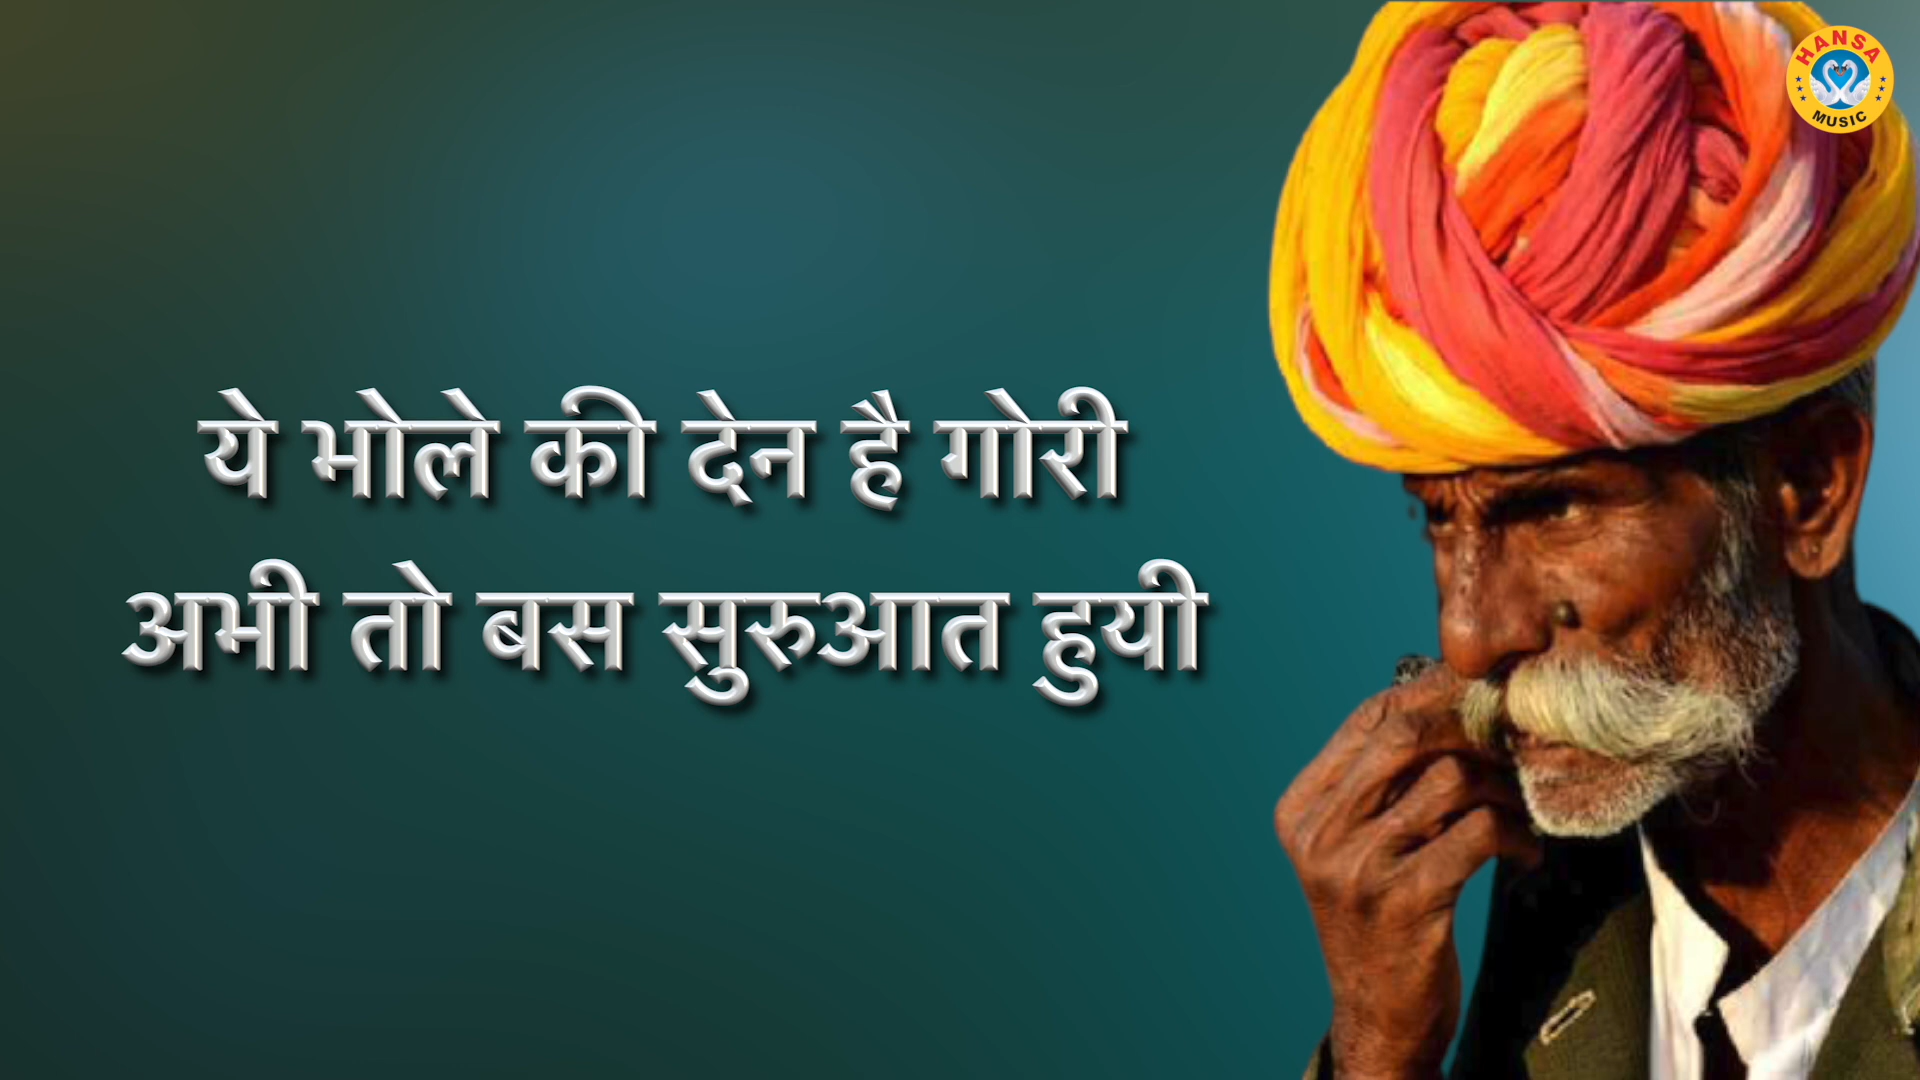 HANSA
MUSIC
ये भोले की देन है गोरी
अभी तो बस सुरुआत हुयी